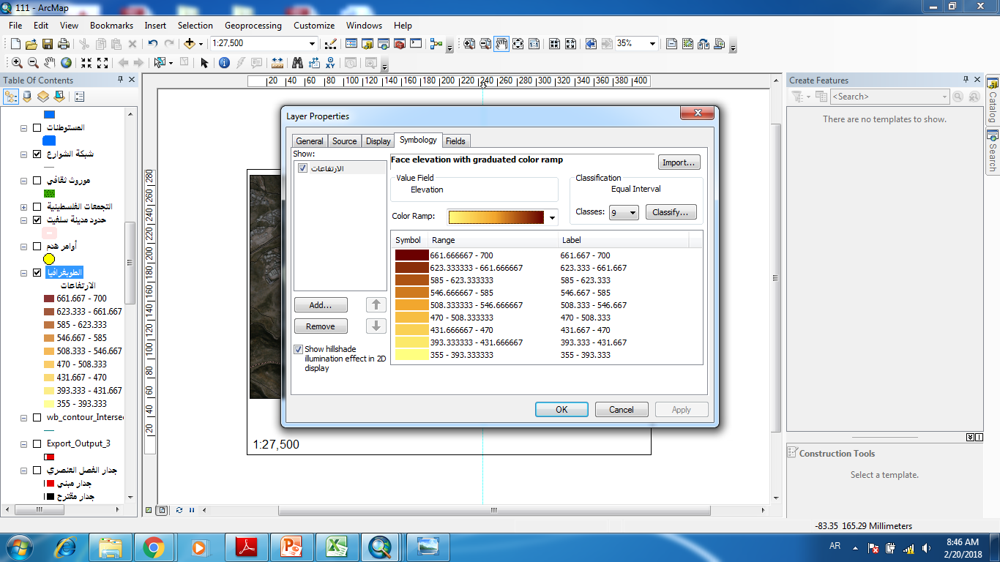 111 - ArcMap
File Edit View Bookmarks Insert Selection Geoprocessing Customize Windows Help
1:27,500
35%
Table Of Contents
المستوطنات
شبكة الشوارع
موروث ثقافي
التجمعات الفلسطينية
حدود مدينة سلفيت
أوامر هدم
الطوبغرافيا
الارتفاعات
661.667 - 700
623.333 - 661.667
585 - 623.333
546.667 - 585
508.333 - 546.667
470 - 508.333
431.667 - 470
393.333 - 431.667
355 - 393.333
wb_contour_Interse
Export_Output_3
جدار الفصل العنصري
جدار مبني
جدار مقترح
20 40 60 80 100 120 140 160 180 200 220 240 260 280 300 320 340 360 380 400
280
260
240
220
200
180
160
140
120
100
80
60
40
20
Layer Properties
General Source Display Symbology Fields
Show:
الارتفاعات
Add...
Remove
Show hillshade
illumination effect in 2D
display
Face elevation with graduated color ramp
Import...
Value Field
Elevation
Classification
Equal Interval
Color Ramp:
Classes: 9 Classify...
Symbol Range Label
661.666667 - 700 661.667 - 700
623.333333 - 661.666667 623.333 - 661.667
585 - 623.333333 585 - 623.333
546.666667 - 585 546.667 - 585
508.333333 - 546.666667 508.333 - 546.667
470 - 508.333333 470 - 508.333
431.666667 - 470 431.667 - 470
393.333333 - 431.666667 393.333 - 431.667
355 - 393.333333 355 - 393.333
OK Cancel Apply
1:27,500
Create Features
<Search>
There are no templates to show.
Construction Tools
Select a template.
Catalog
Search
-83.35 165.29 Millimeters
AR
8:46 AM
2/20/2018